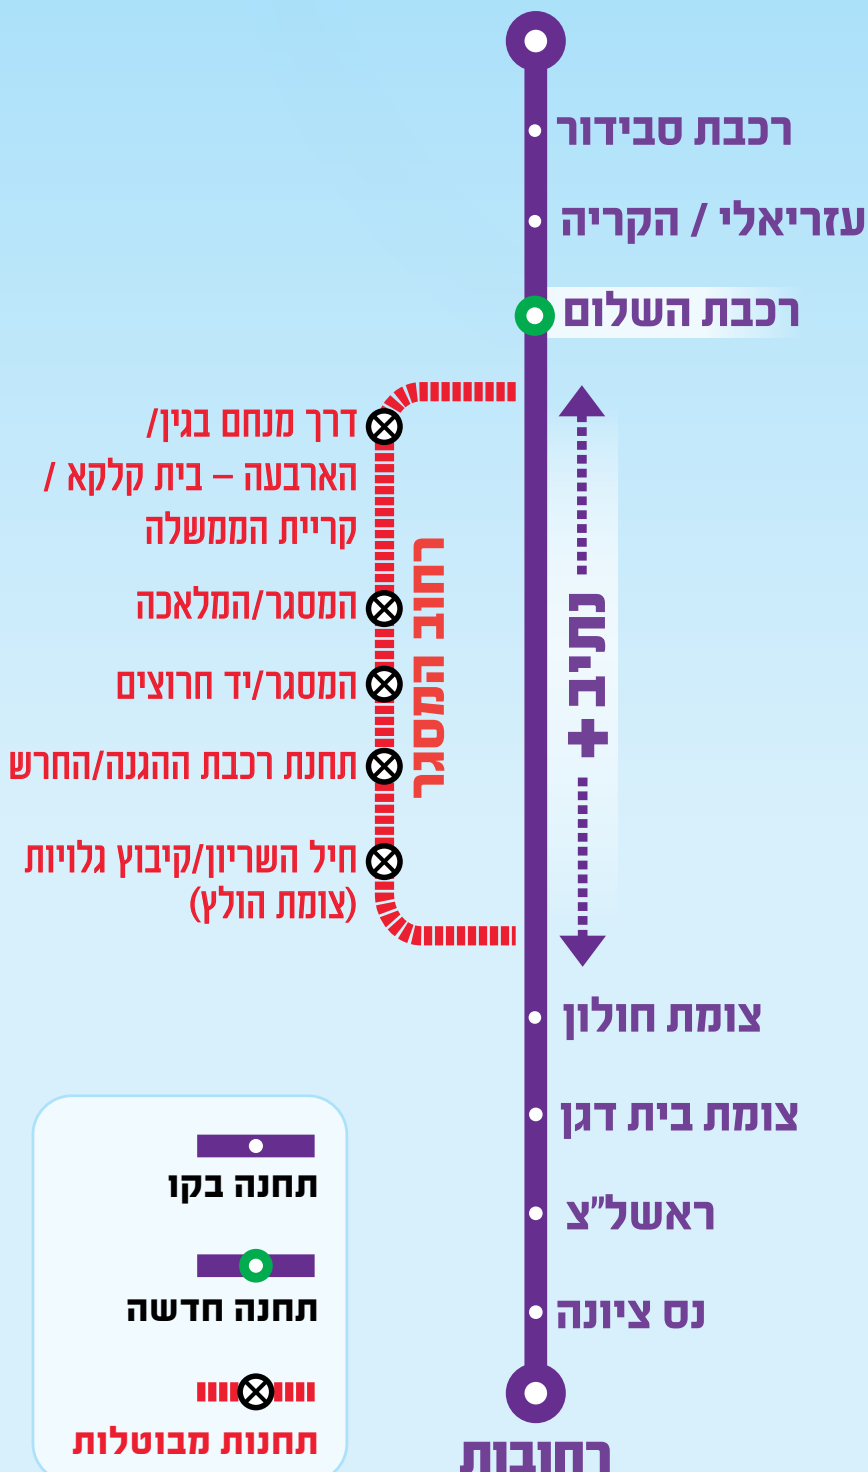 רכבת סבידור
עזריאלי / הקריה
רכבת השלום
דרך מנחם בגין/
הארבעה – בית קלקא /
קריית הממשלה
המסגר/המלאכה
המסגר/יד חרוצים
תחנת רכבת ההגנה/החרש
חיל השריון/קיבוץ גלויות
(צומת הולץ)
רחוב המסגר
נתיב +
צומת חולון
צומת בית דגן
ראשל"צ
נס ציונה
רחובות
תחנה בקו
תחנה חדשה
תחנות מבוטלות